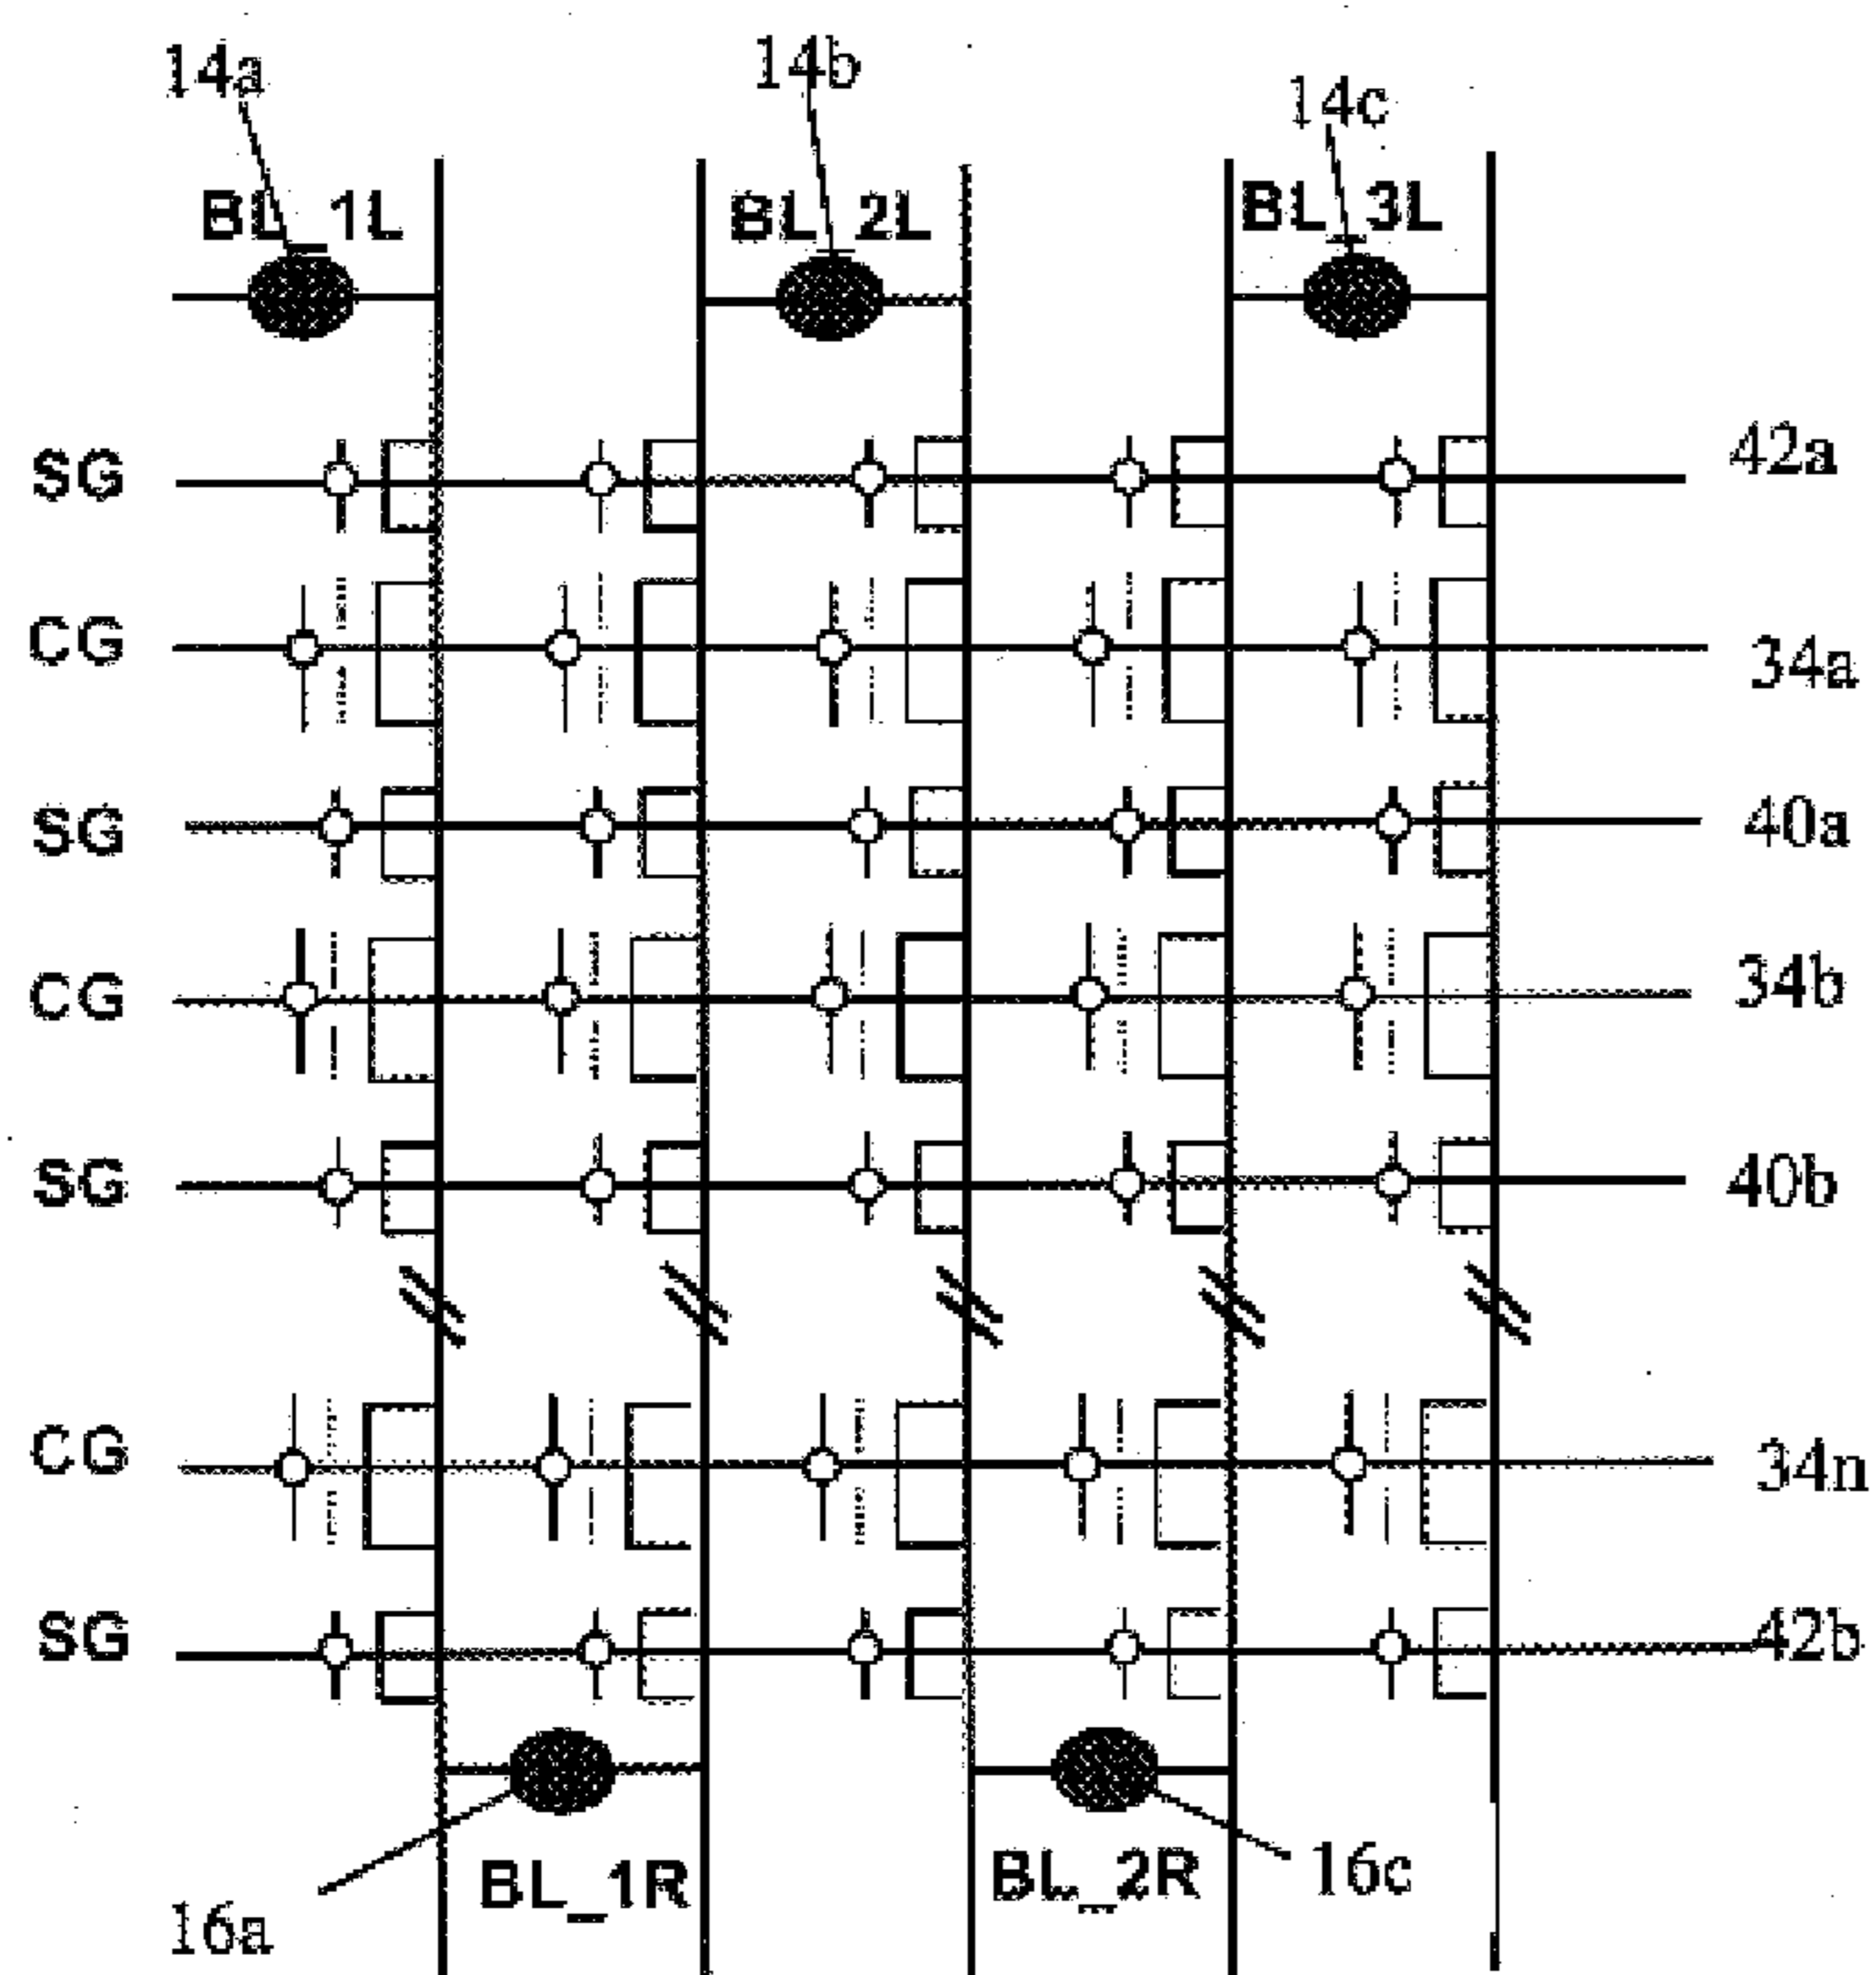 14a 14b 14c
BL_1L BL_2L BL_3L
SG 42a
CG 34a
SG 40a
CG 34b
SG 40b
CG 34n
SG 42b
BL_1R BL_2R 16c
16a